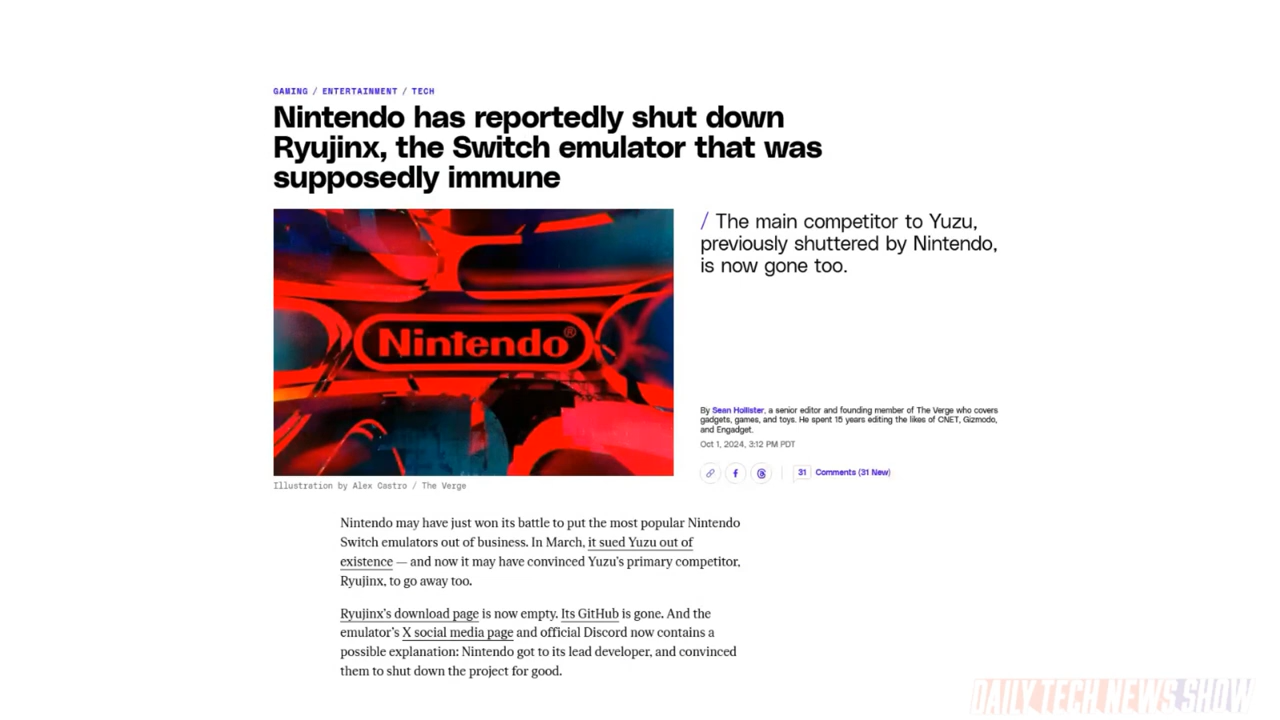 GAMING / ENTERTAINMENT / TECH
Nintendo has reportedly shut down
Ryujinx, the Switch emulator that was
supposedly immune
/ The main competitor to Yuzu,
previously shuttered by Nintendo,
is now gone too.
Nintendo®
By Sean Hollister, a senior editor and founding member of The Verge who covers
gadgets, games, and toys. He spent 15 years editing the likes of CNET, Gizmodo,
and Engadget.
Oct 1, 2024, 3:12 PM PDT
31 Comments (31 New)
Illustration by Alex Castro / The Verge
Nintendo may have just won its battle to put the most popular Nintendo
Switch emulators out of business. In March, it sued Yuzu out of
existence — and now it may have convinced Yuzu's primary competitor,
Ryujinx, to go away too.
Ryujinx's download page is now empty. Its GitHub is gone. And the
emulator's X social media page and official Discord now contains a
possible explanation: Nintendo got to its lead developer, and convinced
them to shut down the project for good.
DAILY TECH NEWS SHOW